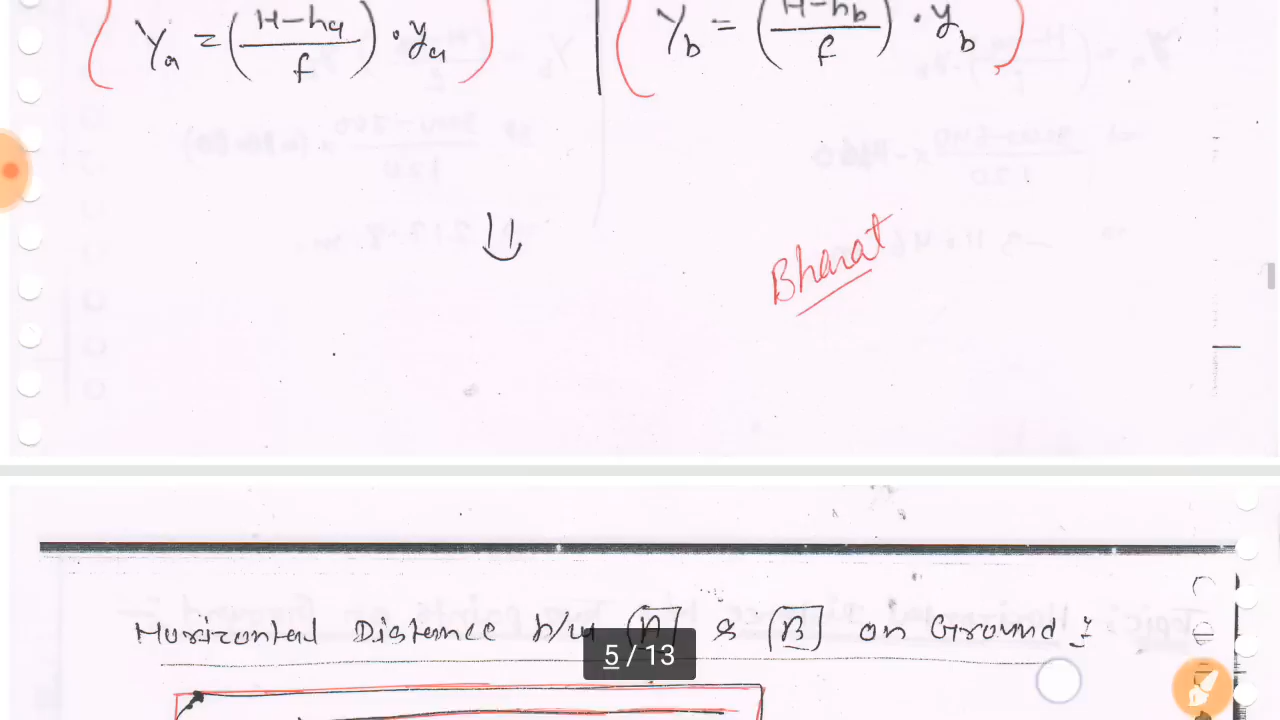 Ya = (H-ha / f) · ya | Yb = (H-hb / f) · yb
Bharat
Horizontal Distance b/w A & B on Ground :-
5 / 13